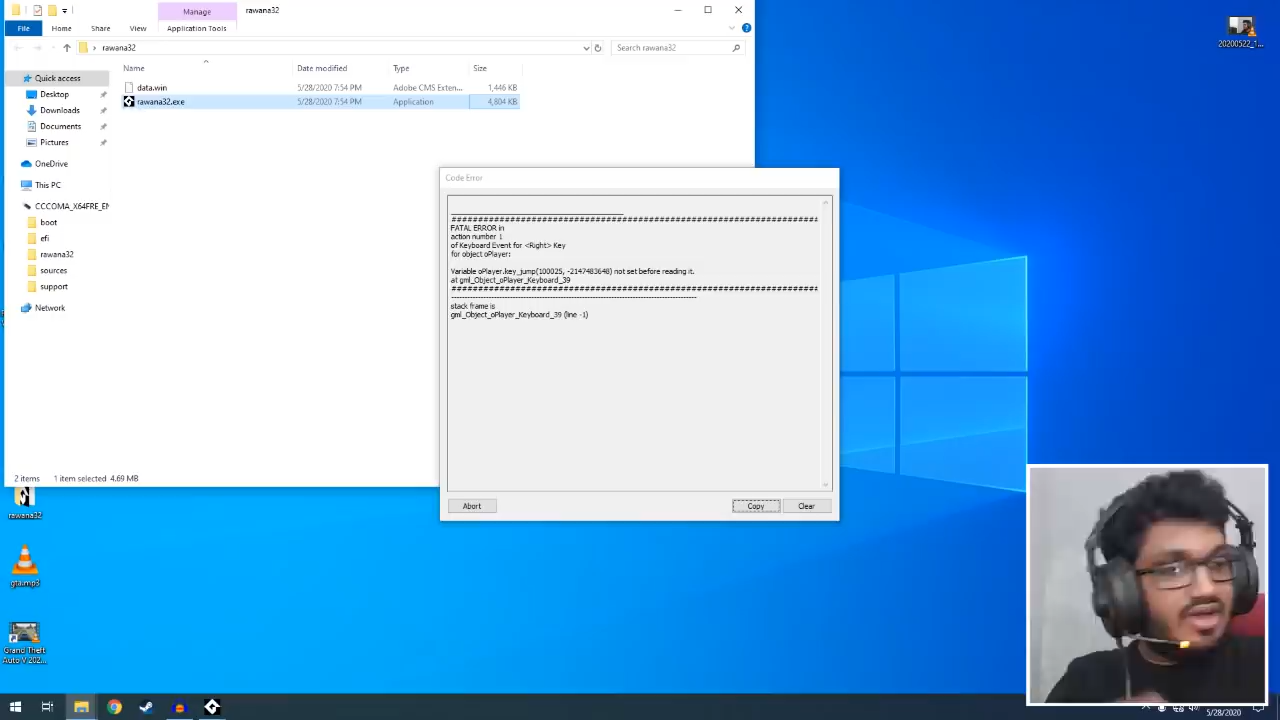 Manage
rawana32
File
Home
Share
View
Application Tools
rawana32
Search rawana32
Name
Date modified
Type
Size
data.win
5/28/2020 7:54 PM
Adobe CMS Exten...
1,446 KB
rawana32.exe
5/28/2020 7:54 PM
Application
4,804 KB
Quick access
Desktop
Downloads
Documents
Pictures
OneDrive
This PC
CCCOMA_X64FRE_EN
boot
efi
rawana32
sources
support
Network
2 items
1 item selected 4.69 MB
Code Error
###########################################################################################
FATAL ERROR in
action number 1
of Keyboard Event for <Right> Key
for object oPlayer:
Variable oPlayer.key_jump(100025, -2147483648) not set before reading it.
at gml_Object_oPlayer_Keyboard_39
###########################################################################################
--------------------------------------------------------------------------------------------
stack frame is
gml_Object_oPlayer_Keyboard_39 (line -1)
Abort
Copy
Clear
20200522_1...
rawana32
gta.mp3
Grand Theft
Auto V 202...
5/28/2020